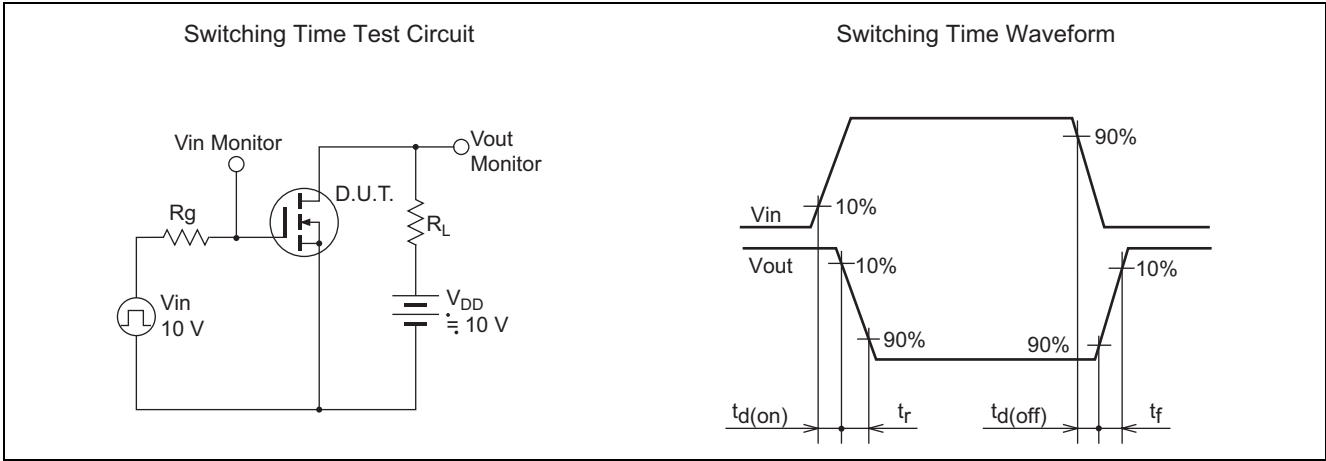 Switching Time Test Circuit
Vin Monitor
Vout
Monitor
D.U.T.
Rg
RL
Vin
10 V
VDD
≒ 10 V
Switching Time Waveform
90%
10%
Vin
Vout
10%
10%
90%
90%
td(on)
tr
td(off)
tf